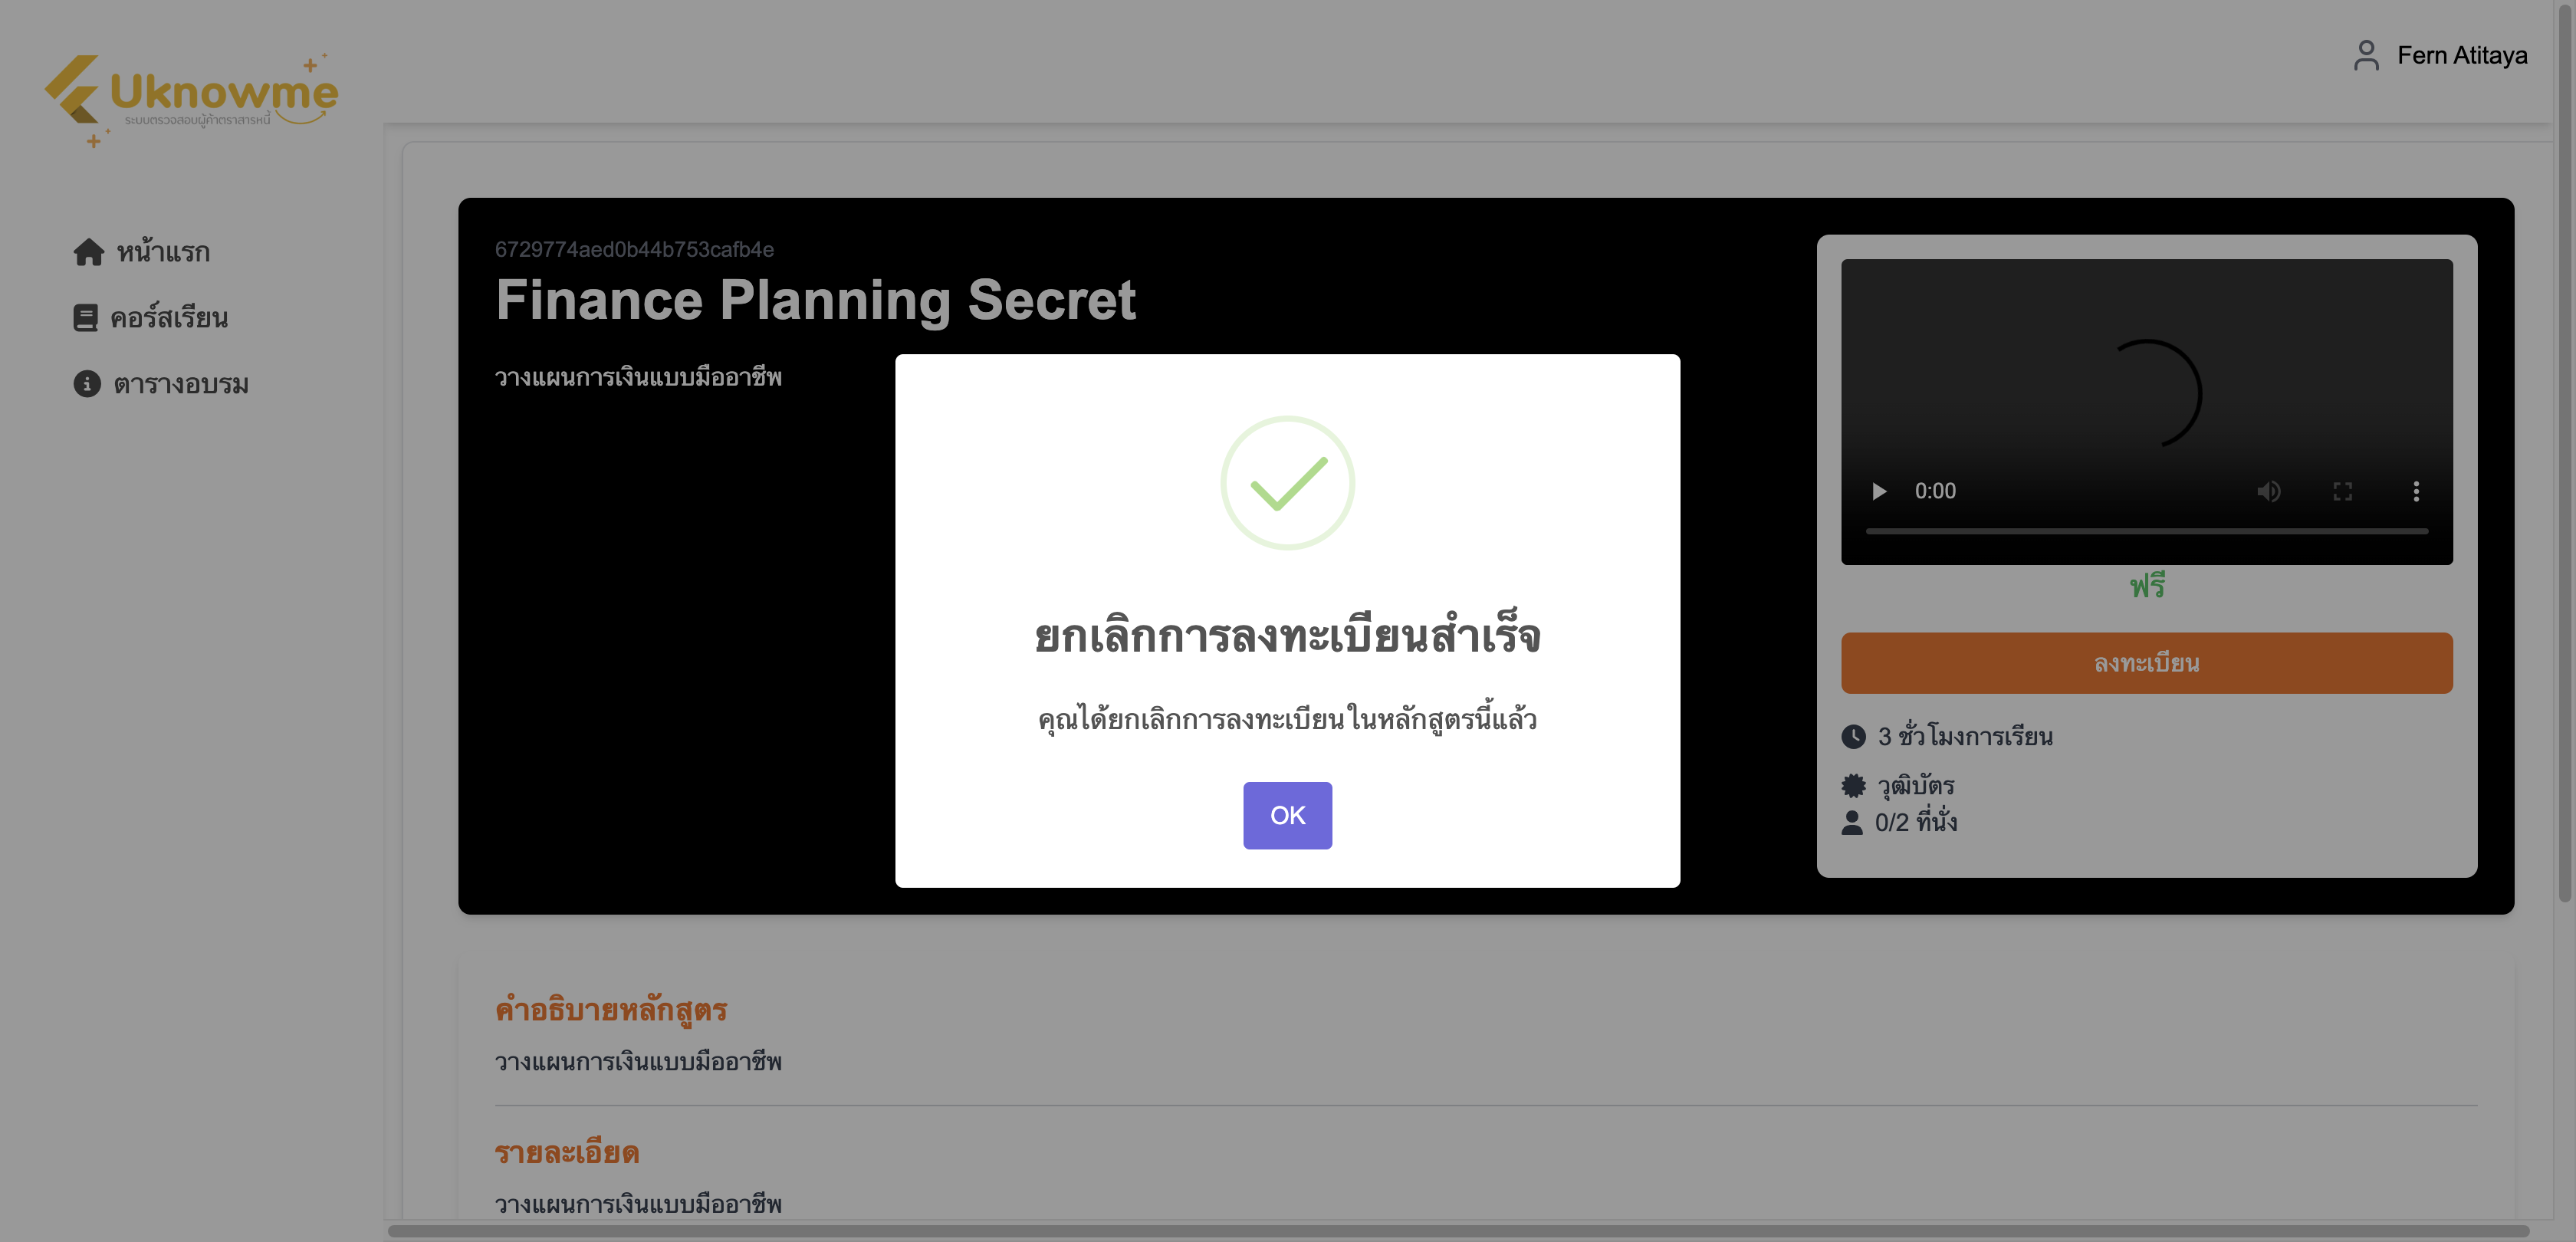 Uknowme
ระบบตรวจสอบผู้ค้าตราสารหนี้
Fern Atitaya
หน้าแรก
คอร์สเรียน
ตารางอบรม
6729774aed0b44b753cafb4e
Finance Planning Secret
วางแผนการเงินแบบมืออาชีพ
0:00
ฟรี
ลงทะเบียน
3 ชั่วโมงการเรียน
วุฒิบัตร
0/2 ที่นั่ง
ยกเลิกการลงทะเบียนสำเร็จ
คุณได้ยกเลิกการลงทะเบียนในหลักสูตรนี้แล้ว
OK
คำอธิบายหลักสูตร
วางแผนการเงินแบบมืออาชีพ
รายละเอียด
วางแผนการเงินแบบมืออาชีพ